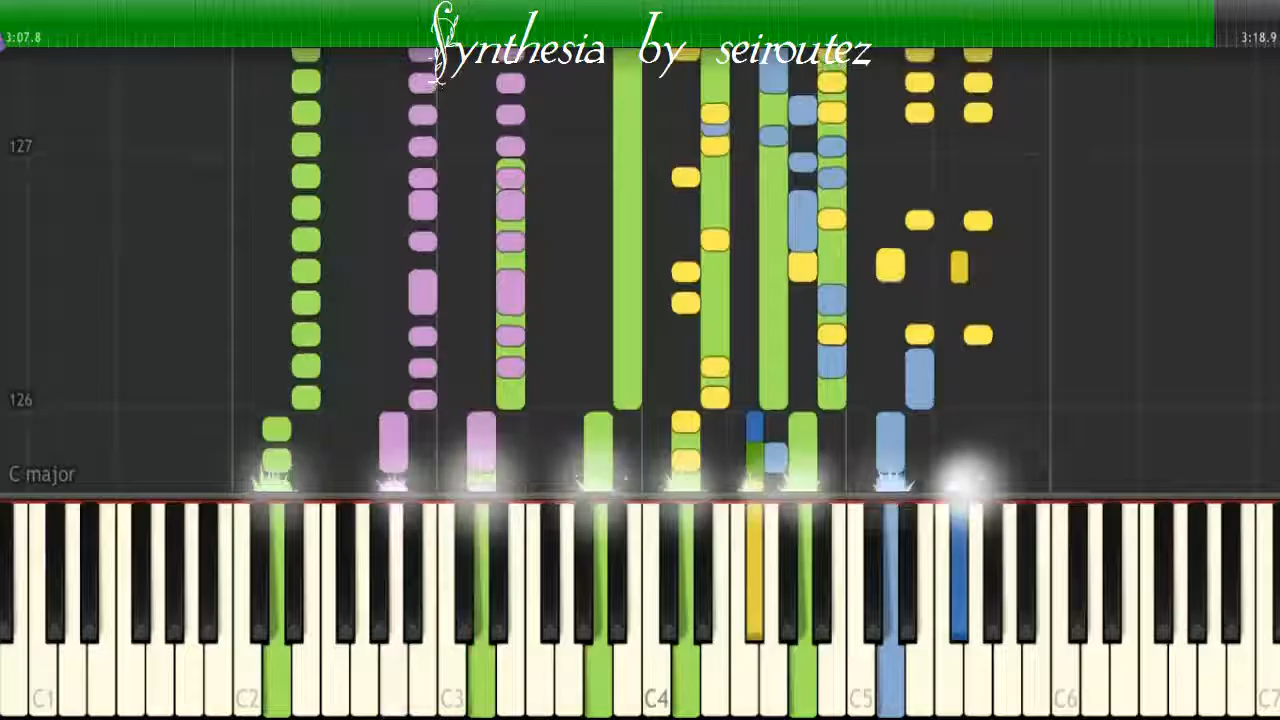 Synthesia by seiroutez
3:07.8
3:18.9
127
126
C major
C1
C2
C3
C4
C5
C6
C7